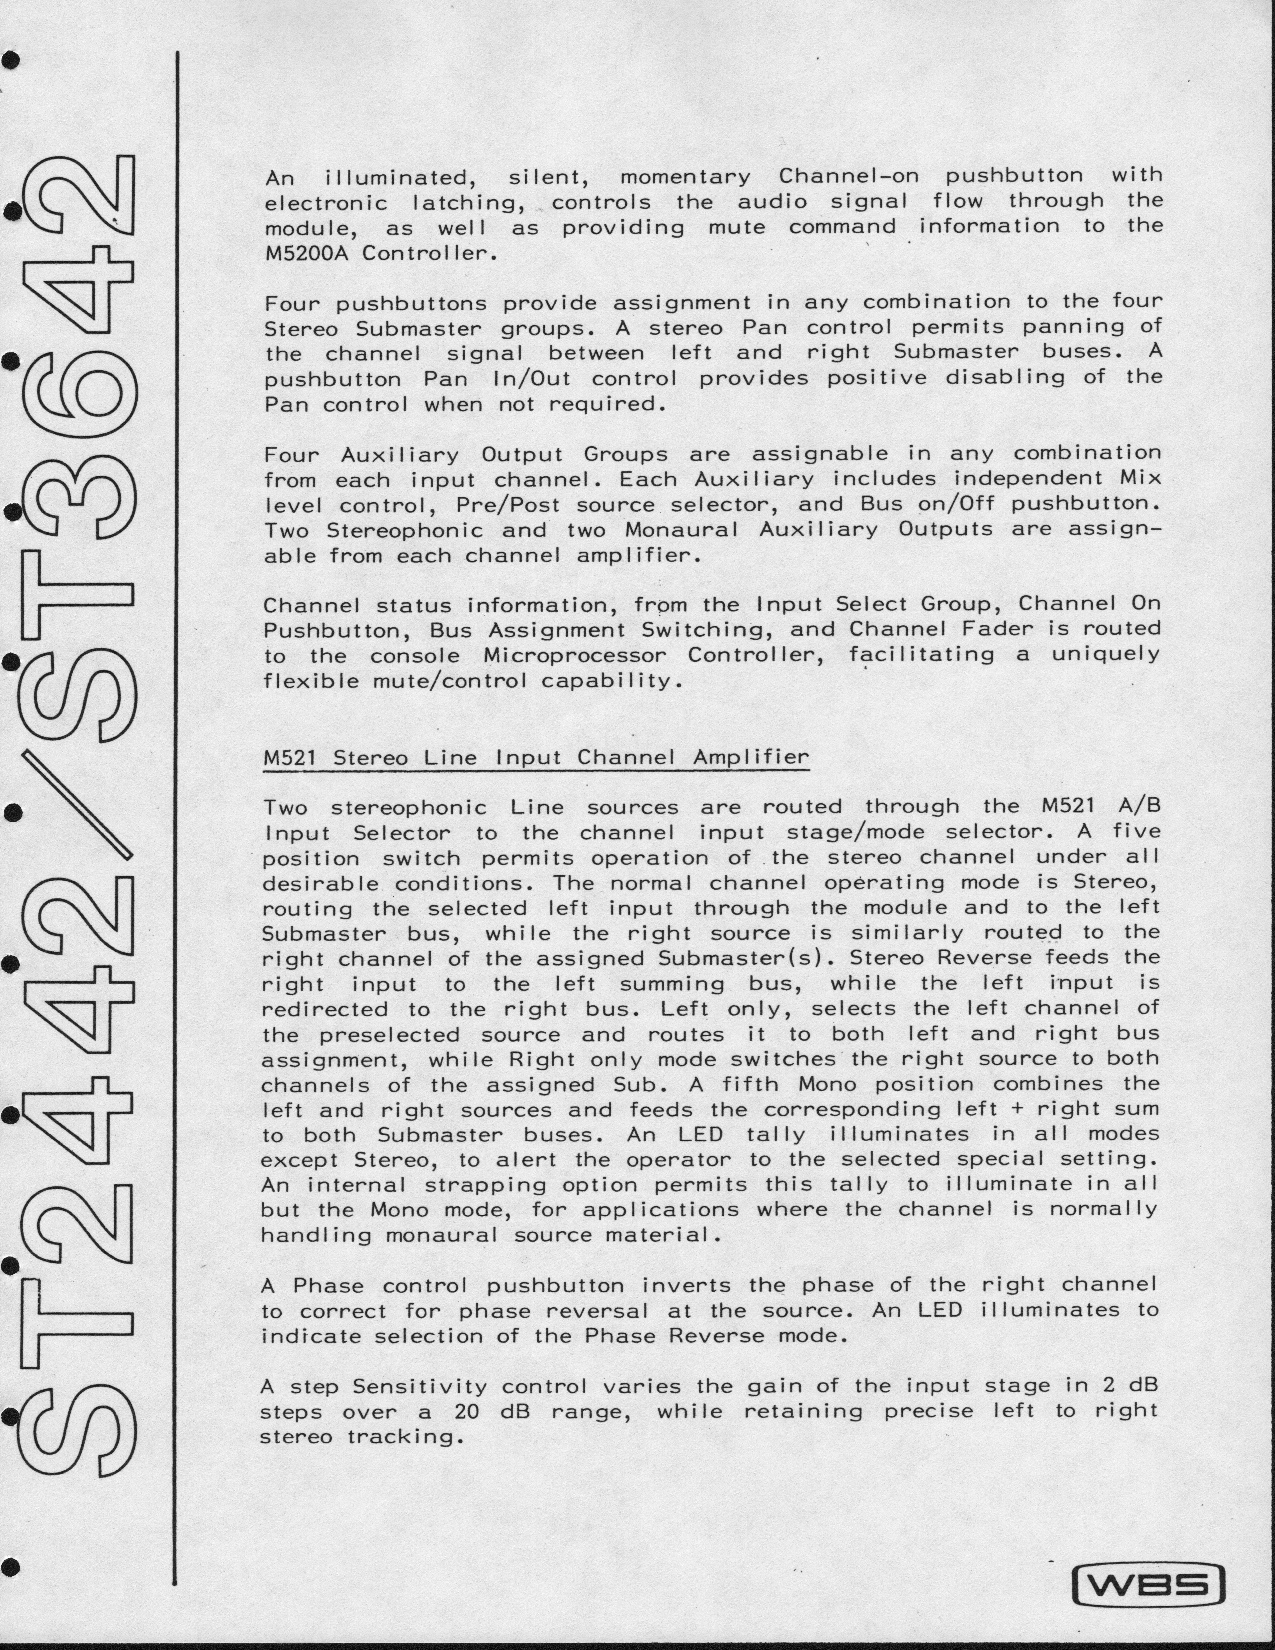 ST2442/ST3642
An illuminated, silent, momentary Channel-on pushbutton with
electronic latching, controls the audio signal flow through the
module, as well as providing mute command information to the
M5200A Controller.
Four pushbuttons provide assignment in any combination to the four
Stereo Submaster groups. A stereo Pan control permits panning of
the channel signal between left and right Submaster buses. A
pushbutton Pan In/Out control provides positive disabling of the
Pan control when not required.
Four Auxiliary Output Groups are assignable in any combination
from each input channel. Each Auxiliary includes independent Mix
level control, Pre/Post source selector, and Bus on/Off pushbutton.
Two Stereophonic and two Monaural Auxiliary Outputs are assign-
able from each channel amplifier.
Channel status information, from the Input Select Group, Channel On
Pushbutton, Bus Assignment Switching, and Channel Fader is routed
to the console Microprocessor Controller, facilitating a uniquely
flexible mute/control capability.
M521 Stereo Line Input Channel Amplifier
Two stereophonic Line sources are routed through the M521 A/B
Input Selector to the channel input stage/mode selector. A five
position switch permits operation of the stereo channel under all
desirable conditions. The normal channel operating mode is Stereo,
routing the selected left input through the module and to the left
Submaster bus, while the right source is similarly routed to the
right channel of the assigned Submaster(s). Stereo Reverse feeds the
right input to the left summing bus, while the left input is
redirected to the right bus. Left only, selects the left channel of
the preselected source and routes it to both left and right bus
assignment, while Right only mode switches the right source to both
channels of the assigned Sub. A fifth Mono position combines the
left and right sources and feeds the corresponding left + right sum
to both Submaster buses. An LED tally illuminates in all modes
except Stereo, to alert the operator to the selected special setting.
An internal strapping option permits this tally to illuminate in all
but the Mono mode, for applications where the channel is normally
handling monaural source material.
A Phase control pushbutton inverts the phase of the right channel
to correct for phase reversal at the source. An LED illuminates to
indicate selection of the Phase Reverse mode.
A step Sensitivity control varies the gain of the input stage in 2 dB
steps over a 20 dB range, while retaining precise left to right
stereo tracking.
WBS